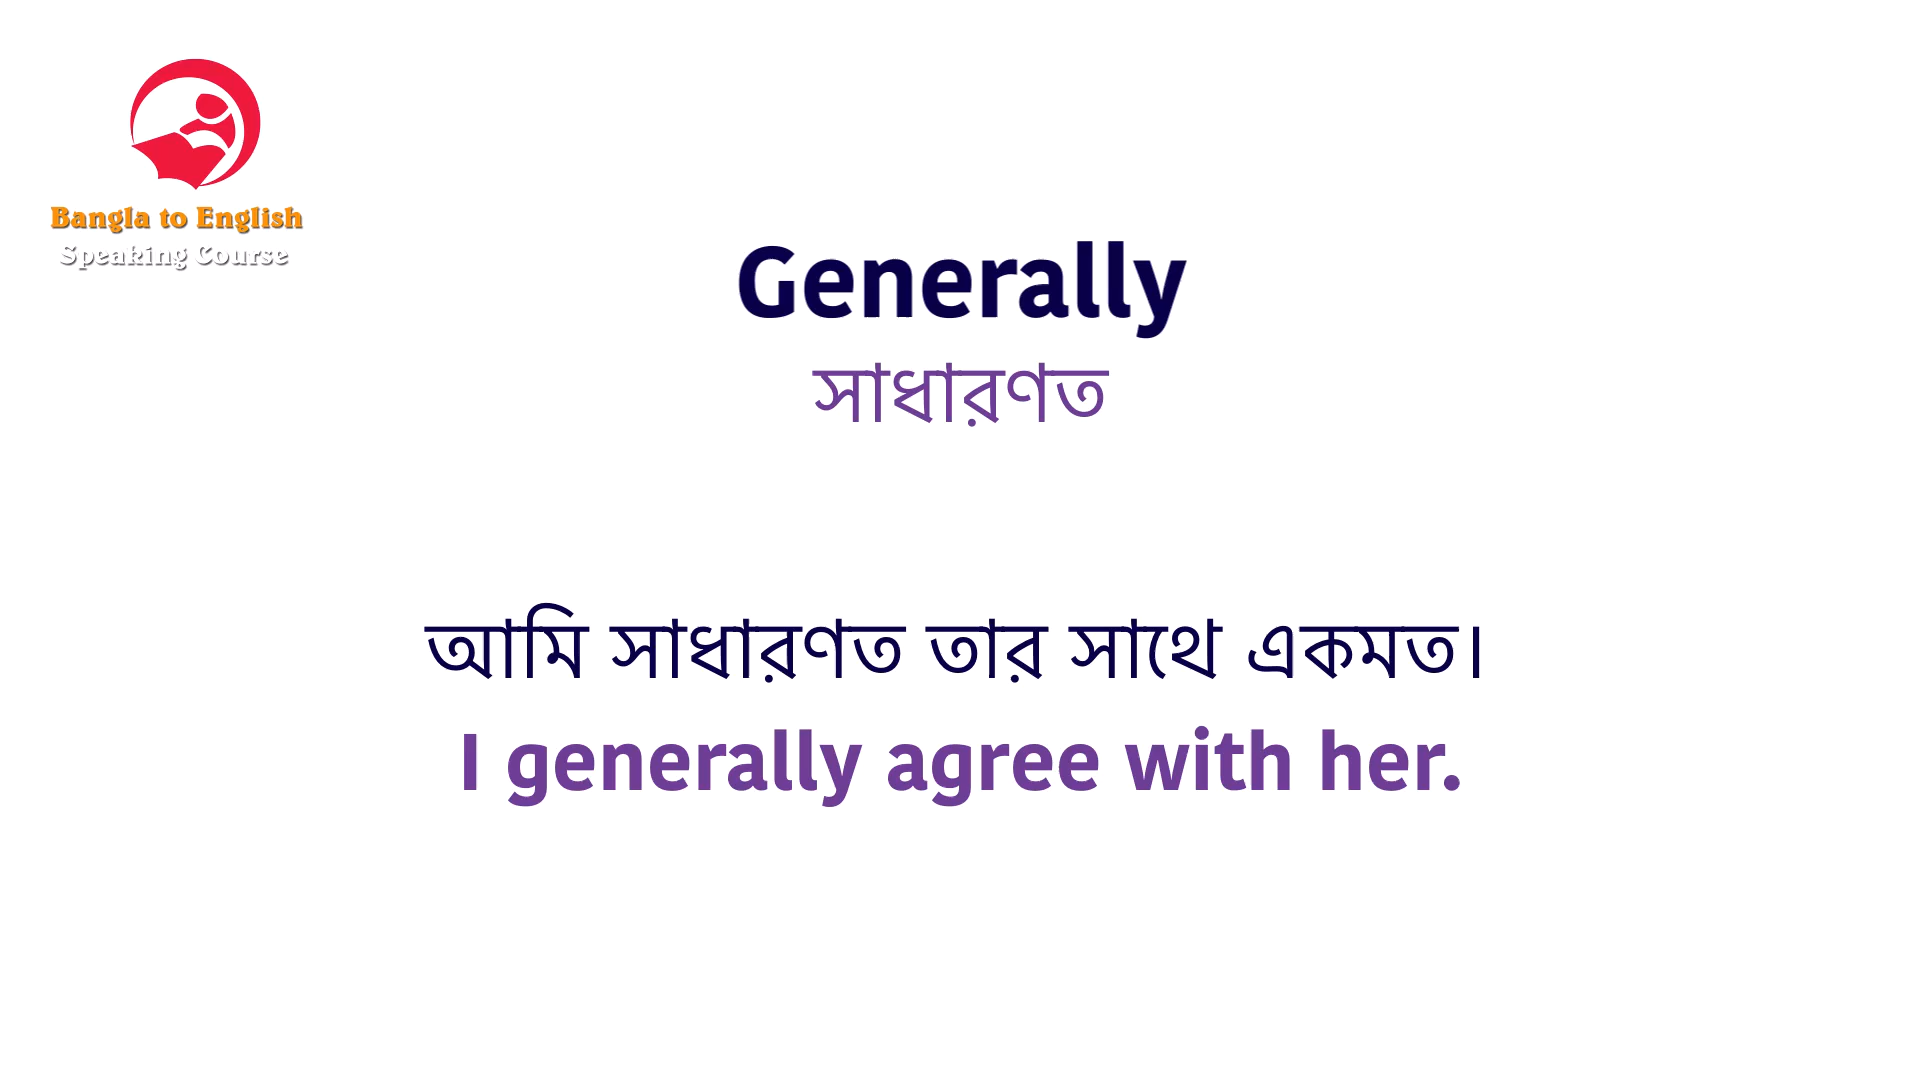 Bangla to English
Speaking Course
Generally
সাধারণত
আমি সাধারণত তার সাথে একমত।
I generally agree with her.